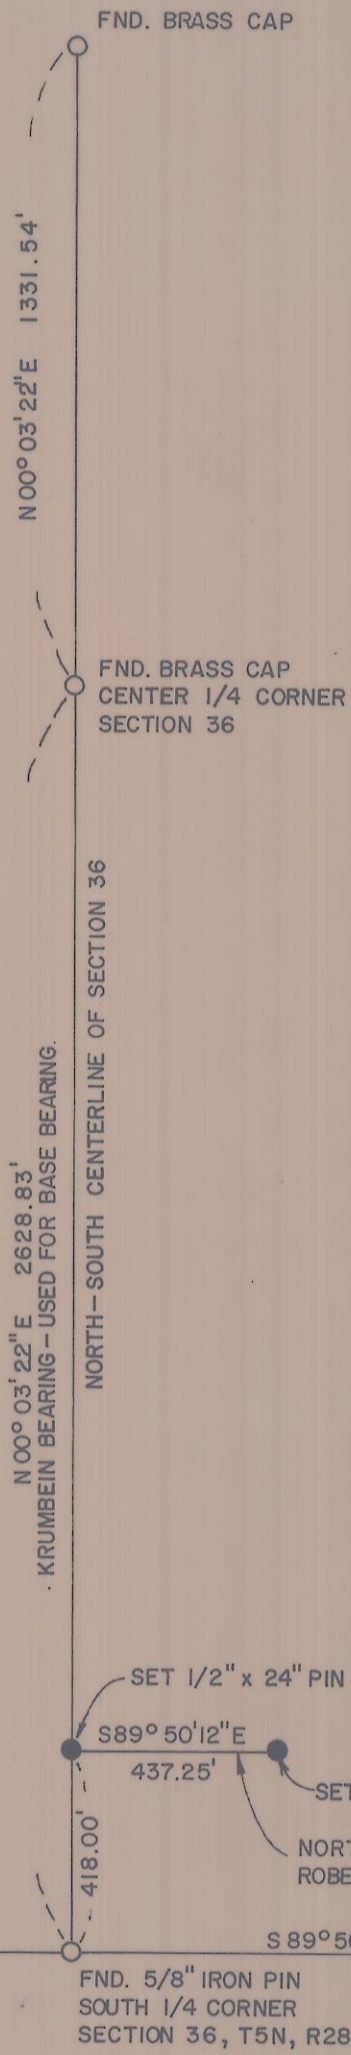 FND. BRASS CAP
N 00° 03' 22" E 1331.54'
FND. BRASS CAP
CENTER 1/4 CORNER
SECTION 36
NORTH-SOUTH CENTERLINE OF SECTION 36
N 00° 03' 22" E 2628.83'
KRUMBEIN BEARING - USED FOR BASE BEARING.
SET 1/2" x 24" PIN
S89° 50' 12" E
437.25'
SET
418.00'
S 89°
FND. 5/8" IRON PIN
SOUTH 1/4 CORNER
SECTION 36, T5N, R28